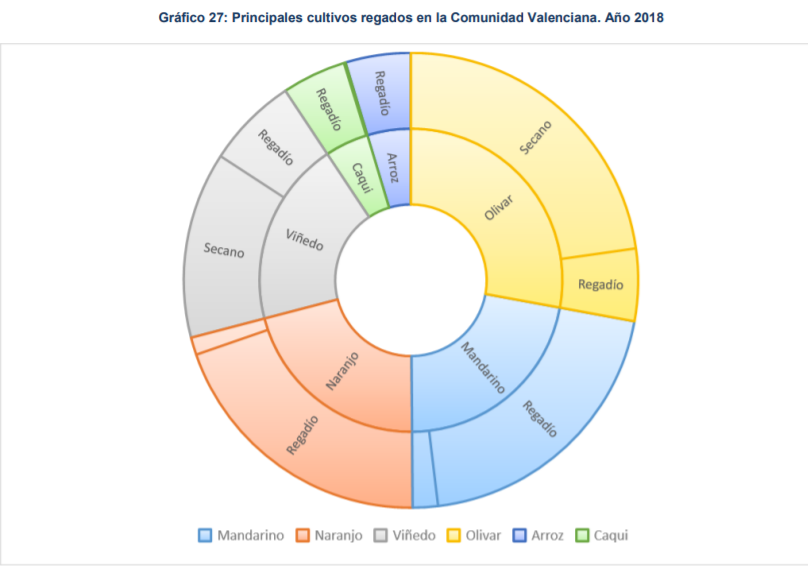 Gráfico 27: Principales cultivos regados en la Comunidad Valenciana. Año 2018
Regadío
Regadío
Secano
Regadío
Caqui
Arroz
Olivar
Viñedo
Secano
Regadío
Mandarino
Naranjo
Regadío
Regadío
Mandarino Naranjo Viñedo Olivar Arroz Caqui